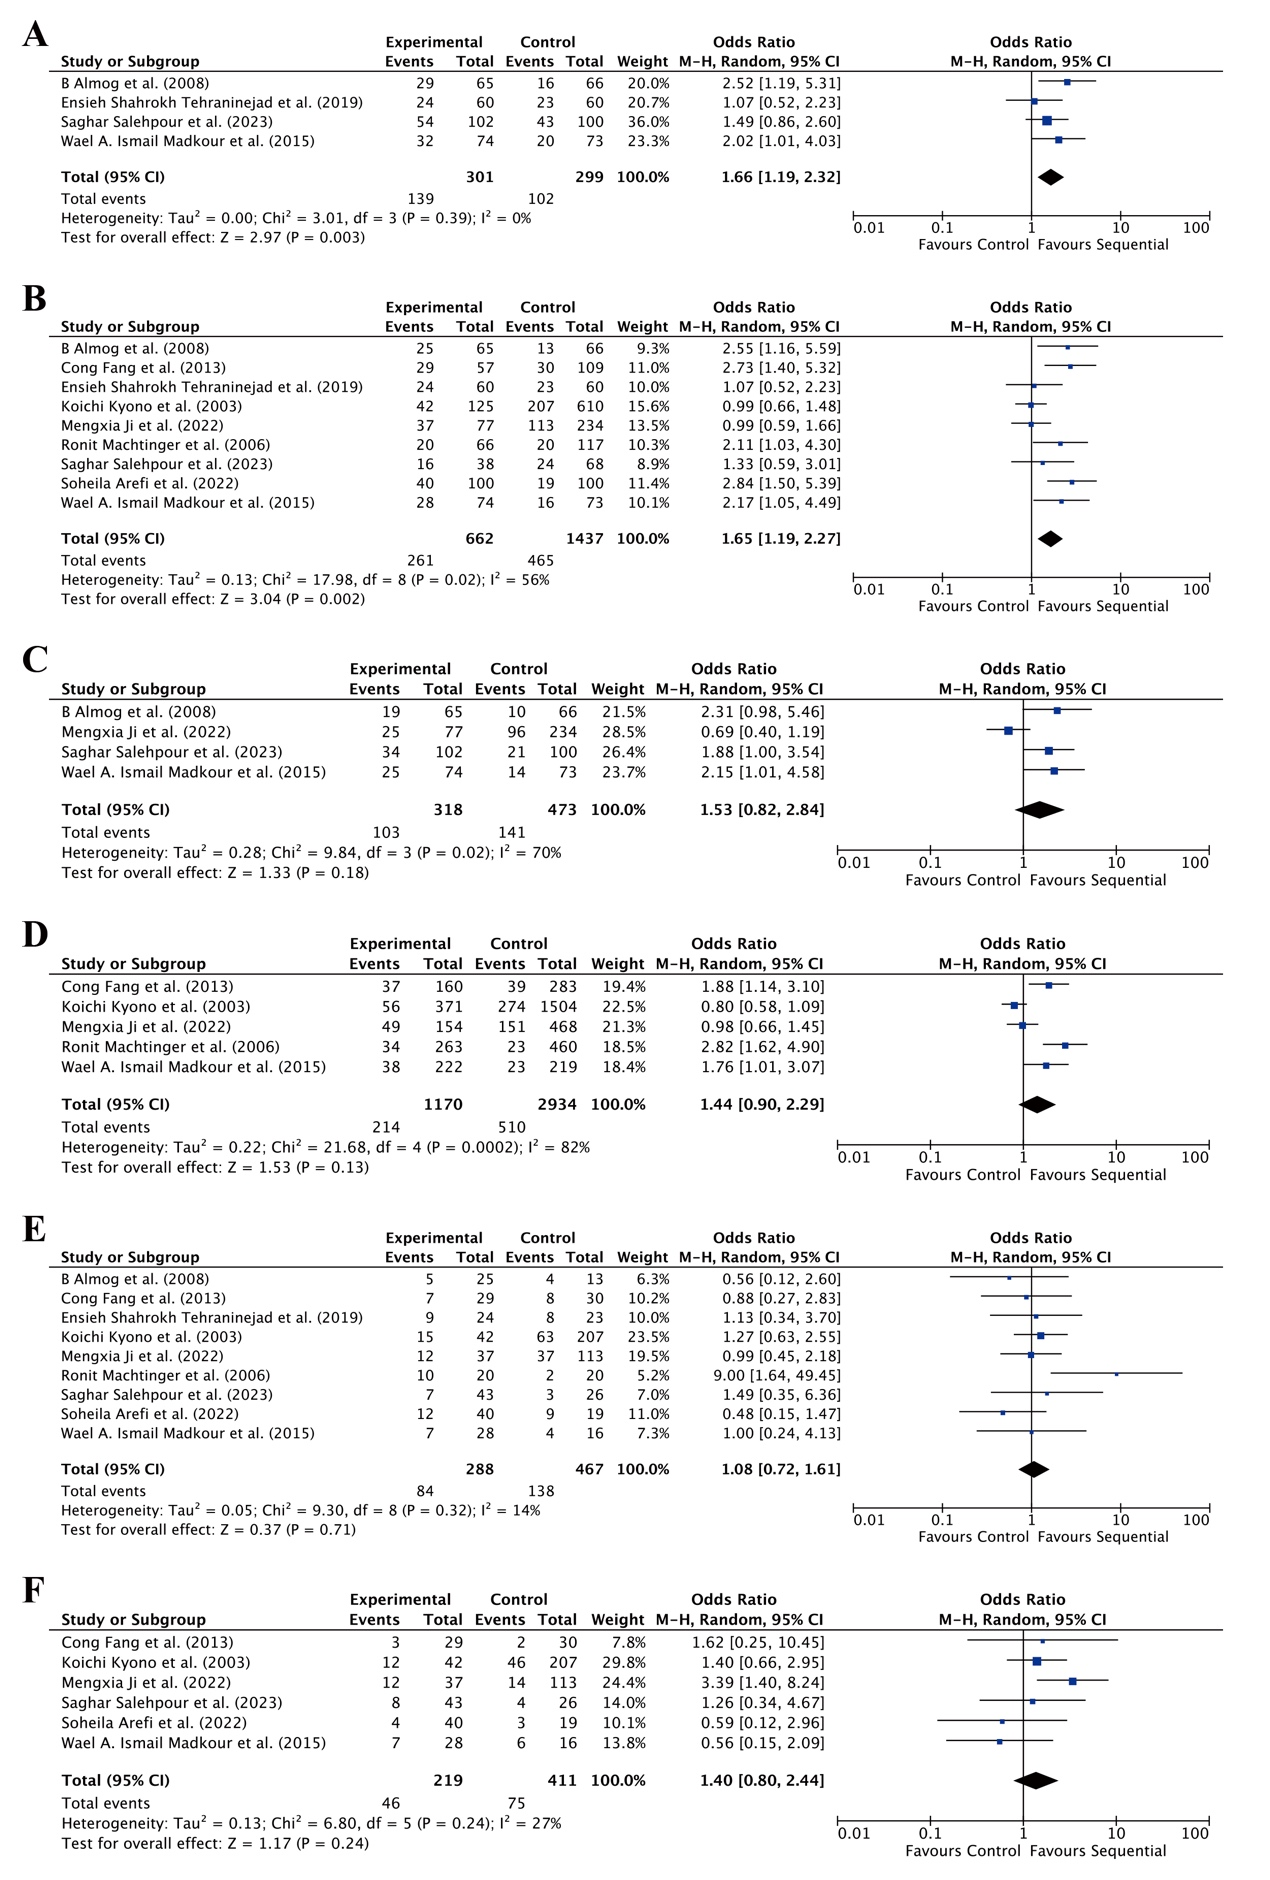 A
Experimental Control Odds Ratio Odds Ratio
Study or Subgroup Events Total Events Total Weight M-H, Random, 95% CI M-H, Random, 95% CI
B Almog et al. (2008) 29 65 16 66 20.0% 2.52 [1.19, 5.31]
Ensieh Shahrokh Tehraninejad et al. (2019) 24 60 23 60 20.7% 1.07 [0.52, 2.23]
Saghar Salehpour et al. (2023) 54 102 43 100 36.0% 1.49 [0.86, 2.60]
Wael A. Ismail Madkour et al. (2015) 32 74 20 73 23.3% 2.02 [1.01, 4.03]
Total (95% CI) 301 299 100.0% 1.66 [1.19, 2.32]
Total events 139 102
Heterogeneity: Tau² = 0.00; Chi² = 3.01, df = 3 (P = 0.39); I² = 0%
Test for overall effect: Z = 2.97 (P = 0.003)
0.01 0.1 1 10 100
Favours Control Favours Sequential
B
Experimental Control Odds Ratio Odds Ratio
Study or Subgroup Events Total Events Total Weight M-H, Random, 95% CI M-H, Random, 95% CI
B Almog et al. (2008) 25 65 13 66 9.3% 2.55 [1.16, 5.59]
Cong Fang et al. (2013) 29 57 30 109 11.0% 2.73 [1.40, 5.32]
Ensieh Shahrokh Tehraninejad et al. (2019) 24 60 23 60 10.0% 1.07 [0.52, 2.23]
Koichi Kyono et al. (2003) 42 125 207 610 15.6% 0.99 [0.66, 1.48]
Mengxia Ji et al. (2022) 37 77 113 234 13.5% 0.99 [0.59, 1.66]
Ronit Machtinger et al. (2006) 20 66 20 117 10.3% 2.11 [1.03, 4.30]
Saghar Salehpour et al. (2023) 16 38 24 68 8.9% 1.33 [0.59, 3.01]
Soheila Arefi et al. (2022) 40 100 19 100 11.4% 2.84 [1.50, 5.39]
Wael A. Ismail Madkour et al. (2015) 28 74 16 73 10.1% 2.17 [1.05, 4.49]
Total (95% CI) 662 1437 100.0% 1.65 [1.19, 2.27]
Total events 261 465
Heterogeneity: Tau² = 0.13; Chi² = 17.98, df = 8 (P = 0.02); I² = 56%
Test for overall effect: Z = 3.04 (P = 0.002)
0.01 0.1 1 10 100
Favours Control Favours Sequential
C
Experimental Control Odds Ratio Odds Ratio
Study or Subgroup Events Total Events Total Weight M-H, Random, 95% CI M-H, Random, 95% CI
B Almog et al. (2008) 19 65 10 66 21.5% 2.31 [0.98, 5.46]
Mengxia Ji et al. (2022) 25 77 96 234 28.5% 0.69 [0.40, 1.19]
Saghar Salehpour et al. (2023) 34 102 21 100 26.4% 1.88 [1.00, 3.54]
Wael A. Ismail Madkour et al. (2015) 25 74 14 73 23.7% 2.15 [1.01, 4.58]
Total (95% CI) 318 473 100.0% 1.53 [0.82, 2.84]
Total events 103 141
Heterogeneity: Tau² = 0.28; Chi² = 9.84, df = 3 (P = 0.02); I² = 70%
Test for overall effect: Z = 1.33 (P = 0.18)
0.01 0.1 1 10 100
Favours Control Favours Sequential
D
Experimental Control Odds Ratio Odds Ratio
Study or Subgroup Events Total Events Total Weight M-H, Random, 95% CI M-H, Random, 95% CI
Cong Fang et al. (2013) 37 160 39 283 19.4% 1.88 [1.14, 3.10]
Koichi Kyono et al. (2003) 56 371 274 1504 22.5% 0.80 [0.58, 1.09]
Mengxia Ji et al. (2022) 49 154 151 468 21.3% 0.98 [0.66, 1.45]
Ronit Machtinger et al. (2006) 34 263 23 460 18.5% 2.82 [1.62, 4.90]
Wael A. Ismail Madkour et al. (2015) 38 222 23 219 18.4% 1.76 [1.01, 3.07]
Total (95% CI) 1170 2934 100.0% 1.44 [0.90, 2.29]
Total events 214 510
Heterogeneity: Tau² = 0.22; Chi² = 21.68, df = 4 (P = 0.0002); I² = 82%
Test for overall effect: Z = 1.53 (P = 0.13)
0.01 0.1 1 10 100
Favours Control Favours Sequential
E
Experimental Control Odds Ratio Odds Ratio
Study or Subgroup Events Total Events Total Weight M-H, Random, 95% CI M-H, Random, 95% CI
B Almog et al. (2008) 5 25 4 13 6.3% 0.56 [0.12, 2.60]
Cong Fang et al. (2013) 7 29 8 30 10.2% 0.88 [0.27, 2.83]
Ensieh Shahrokh Tehraninejad et al. (2019) 9 24 8 23 10.0% 1.13 [0.34, 3.70]
Koichi Kyono et al. (2003) 15 42 63 207 23.5% 1.27 [0.63, 2.55]
Mengxia Ji et al. (2022) 12 37 37 113 19.5% 0.99 [0.45, 2.18]
Ronit Machtinger et al. (2006) 10 20 2 20 5.2% 9.00 [1.64, 49.45]
Saghar Salehpour et al. (2023) 7 43 3 26 7.0% 1.49 [0.35, 6.36]
Soheila Arefi et al. (2022) 12 40 9 19 11.0% 0.48 [0.15, 1.47]
Wael A. Ismail Madkour et al. (2015) 7 28 4 16 7.3% 1.00 [0.24, 4.13]
Total (95% CI) 288 467 100.0% 1.08 [0.72, 1.61]
Total events 84 138
Heterogeneity: Tau² = 0.05; Chi² = 9.30, df = 8 (P = 0.32); I² = 14%
Test for overall effect: Z = 0.37 (P = 0.71)
0.01 0.1 1 10 100
Favours Control Favours Sequential
F
Experimental Control Odds Ratio Odds Ratio
Study or Subgroup Events Total Events Total Weight M-H, Random, 95% CI M-H, Random, 95% CI
Cong Fang et al. (2013) 3 29 2 30 7.8% 1.62 [0.25, 10.45]
Koichi Kyono et al. (2003) 12 42 46 207 29.8% 1.40 [0.66, 2.95]
Mengxia Ji et al. (2022) 12 37 14 113 24.4% 3.39 [1.40, 8.24]
Saghar Salehpour et al. (2023) 8 43 4 26 14.0% 1.26 [0.34, 4.67]
Soheila Arefi et al. (2022) 4 40 3 19 10.1% 0.59 [0.12, 2.96]
Wael A. Ismail Madkour et al. (2015) 7 28 6 16 13.8% 0.56 [0.15, 2.09]
Total (95% CI) 219 411 100.0% 1.40 [0.80, 2.44]
Total events 46 75
Heterogeneity: Tau² = 0.13; Chi² = 6.80, df = 5 (P = 0.24); I² = 27%
Test for overall effect: Z = 1.17 (P = 0.24)
0.01 0.1 1 10 100
Favours Control Favours Sequential